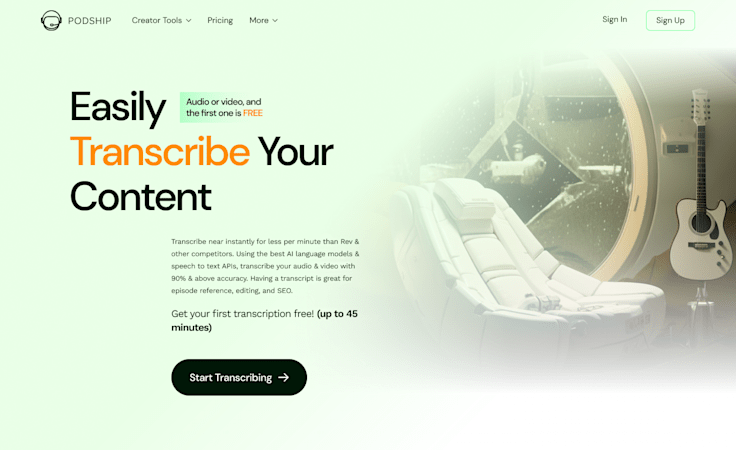 PODSHIP
Creator Tools
Pricing
More
Sign In
Sign Up
Easily
Audio or video, and
the first one is FREE
Transcribe Your
Content
Transcribe near instantly for less per minute than Rev &
other competitors. Using the best AI language models &
speech to text APIs, transcribe your audio & video with
90% & above accuracy. Having a transcript is great for
episode reference, editing, and SEO.
Get your first transcription free! (up to 45
minutes)
Start Transcribing →